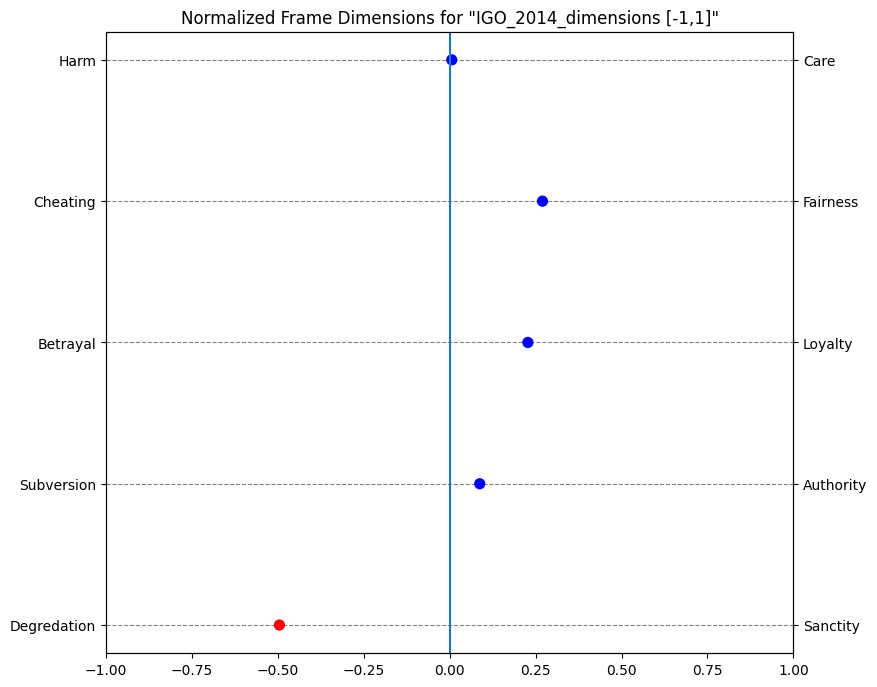 Normalized Frame Dimensions for "IGO_2014_dimensions [-1,1]"
Harm
Care
Cheating
Fairness
Betrayal
Loyalty
Subversion
Authority
Degredation
Sanctity
−1.00 −0.75 −0.50 −0.25 0.00 0.25 0.50 0.75 1.00